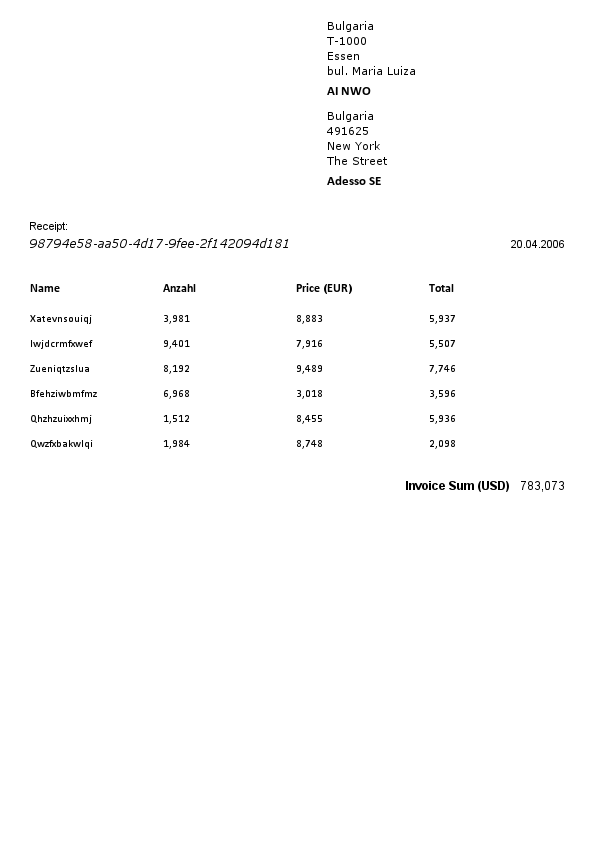 Bulgaria
T-1000
Essen
bul. Maria Luiza
AI NWO
Bulgaria
491625
New York
The Street
Adesso SE
Receipt:
98794e58-aa50-4d17-9fee-2f142094d181 20.04.2006
Name Anzahl Price (EUR) Total
Xatevnsouiqj 3,981 8,883 5,937
Iwjdcrmfxwef 9,401 7,916 5,507
Zueniqtzslua 8,192 9,489 7,746
Bfehziwbmfmz 6,968 3,018 3,596
Qhzhzuixxhmj 1,512 8,455 5,936
Qwzfxbakwlqi 1,984 8,748 2,098
Invoice Sum (USD) 783,073